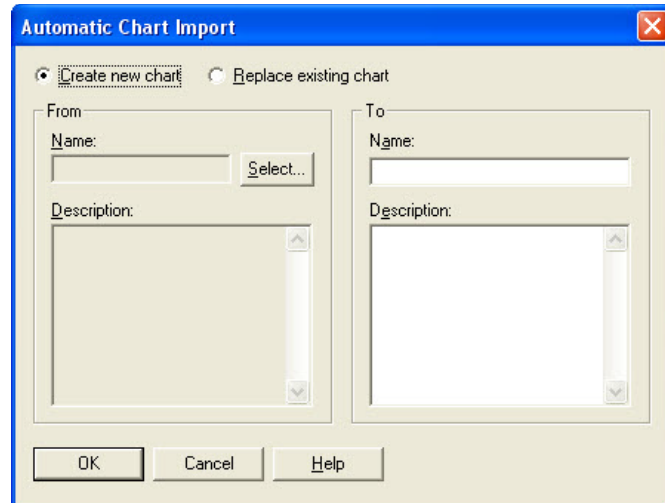 Automatic Chart Import
Create new chart
Replace existing chart
From
Name:
Select...
Description:
To
Name:
Description:
OK
Cancel
Help